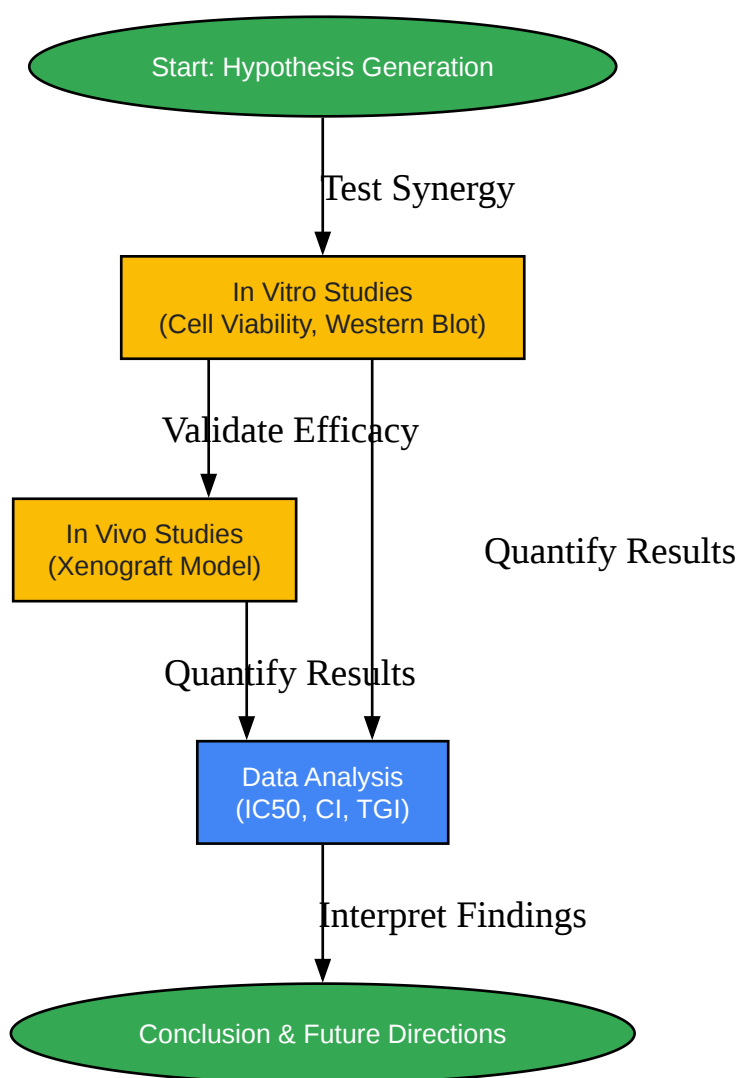 Start: Hypothesis Generation
Test Synergy
In Vitro Studies
(Cell Viability, Western Blot)
Validate Efficacy
In Vivo Studies
(Xenograft Model)
Quantify Results
Quantify Results
Data Analysis
(IC50, CI, TGI)
Interpret Findings
Conclusion & Future Directions